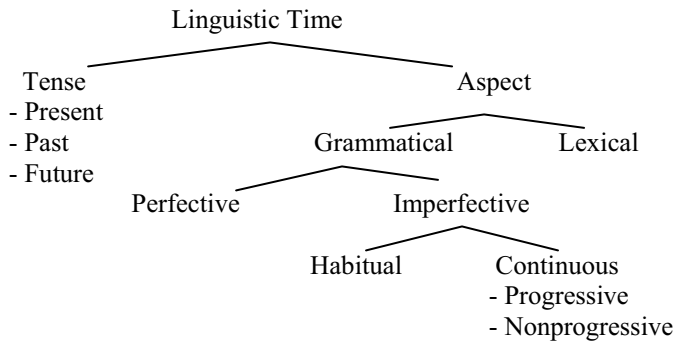 Linguistic Time
Tense
- Present
- Past
- Future
Aspect
Grammatical
Lexical
Perfective
Imperfective
Habitual
Continuous
- Progressive
- Nonprogressive